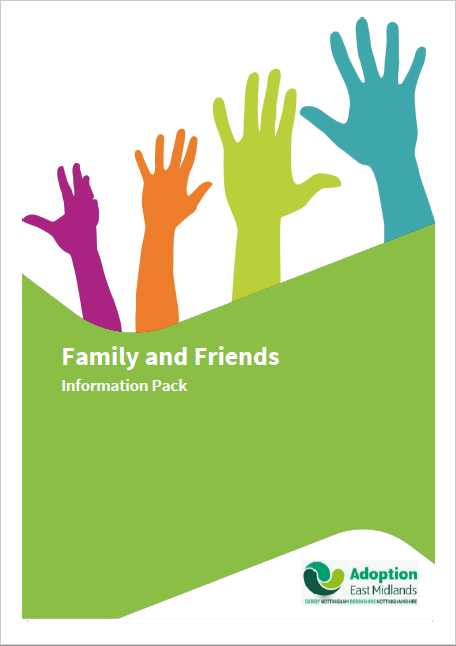 Family and Friends
Information Pack
Adoption
East Midlands
DERBY NOTTINGHAM DERBYSHIRE NOTTINGHAMSHIRE